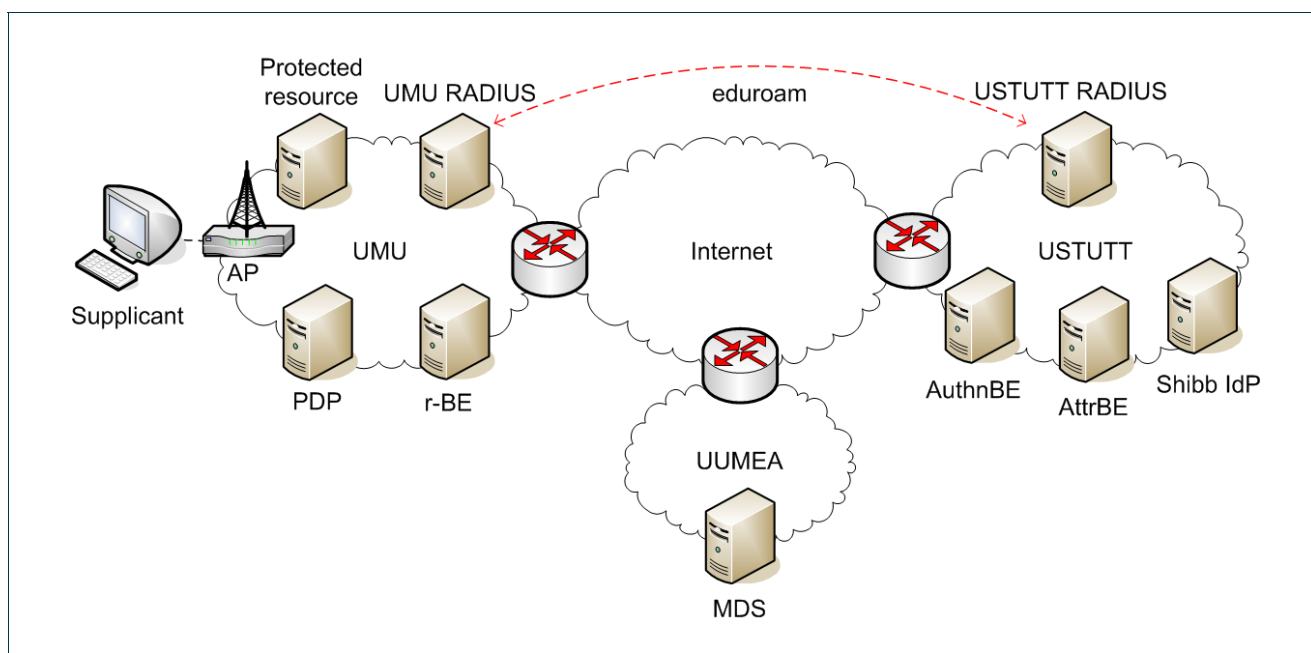 Protected
resource
UMU RADIUS
eduroam
USTUTT RADIUS
UMU
Internet
USTUTT
AP
Supplicant
PDP
r-BE
AuthnBE
AttrBE
Shibb IdP
UUMEA
MDS